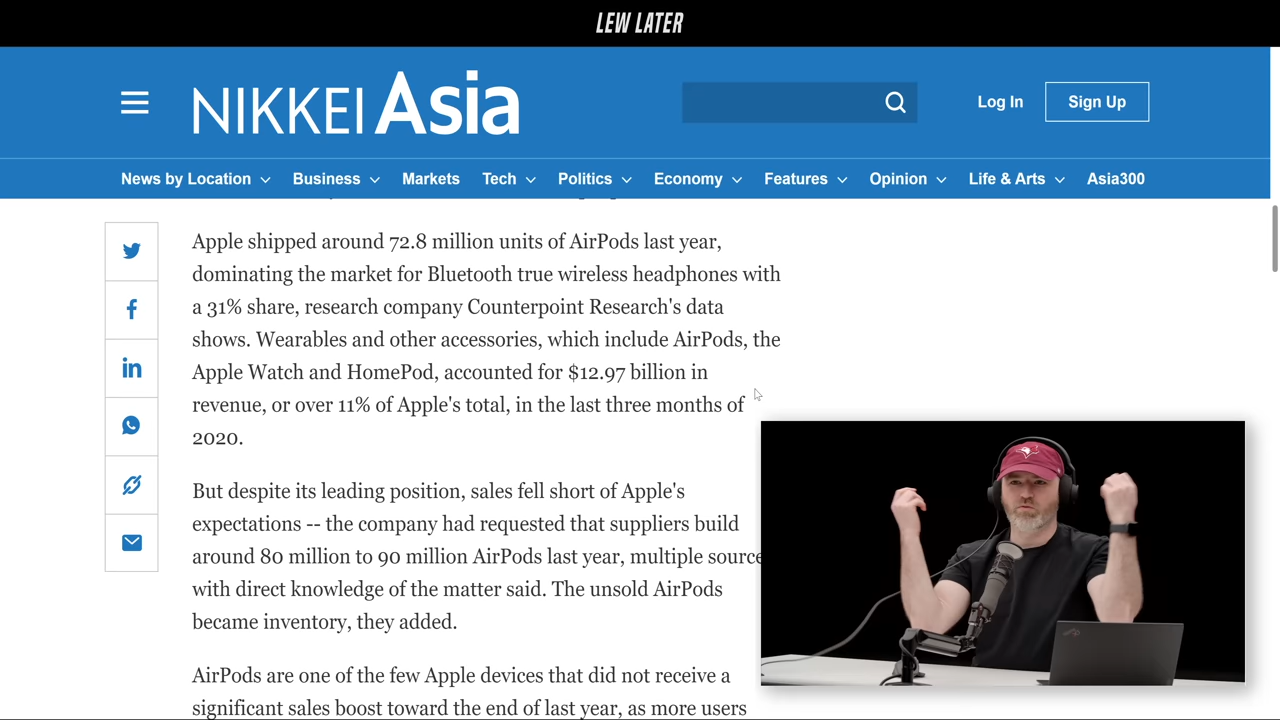 LEW LATER
NIKKEI Asia
Log In
Sign Up
News by Location
Business
Markets
Tech
Politics
Economy
Features
Opinion
Life & Arts
Asia300
Apple shipped around 72.8 million units of AirPods last year,
dominating the market for Bluetooth true wireless headphones with
a 31% share, research company Counterpoint Research's data
shows. Wearables and other accessories, which include AirPods, the
Apple Watch and HomePod, accounted for $12.97 billion in
revenue, or over 11% of Apple's total, in the last three months of
2020.
But despite its leading position, sales fell short of Apple's
expectations -- the company had requested that suppliers build
around 80 million to 90 million AirPods last year, multiple source
with direct knowledge of the matter said. The unsold AirPods
became inventory, they added.
AirPods are one of the few Apple devices that did not receive a
significant sales boost toward the end of last year, as more users